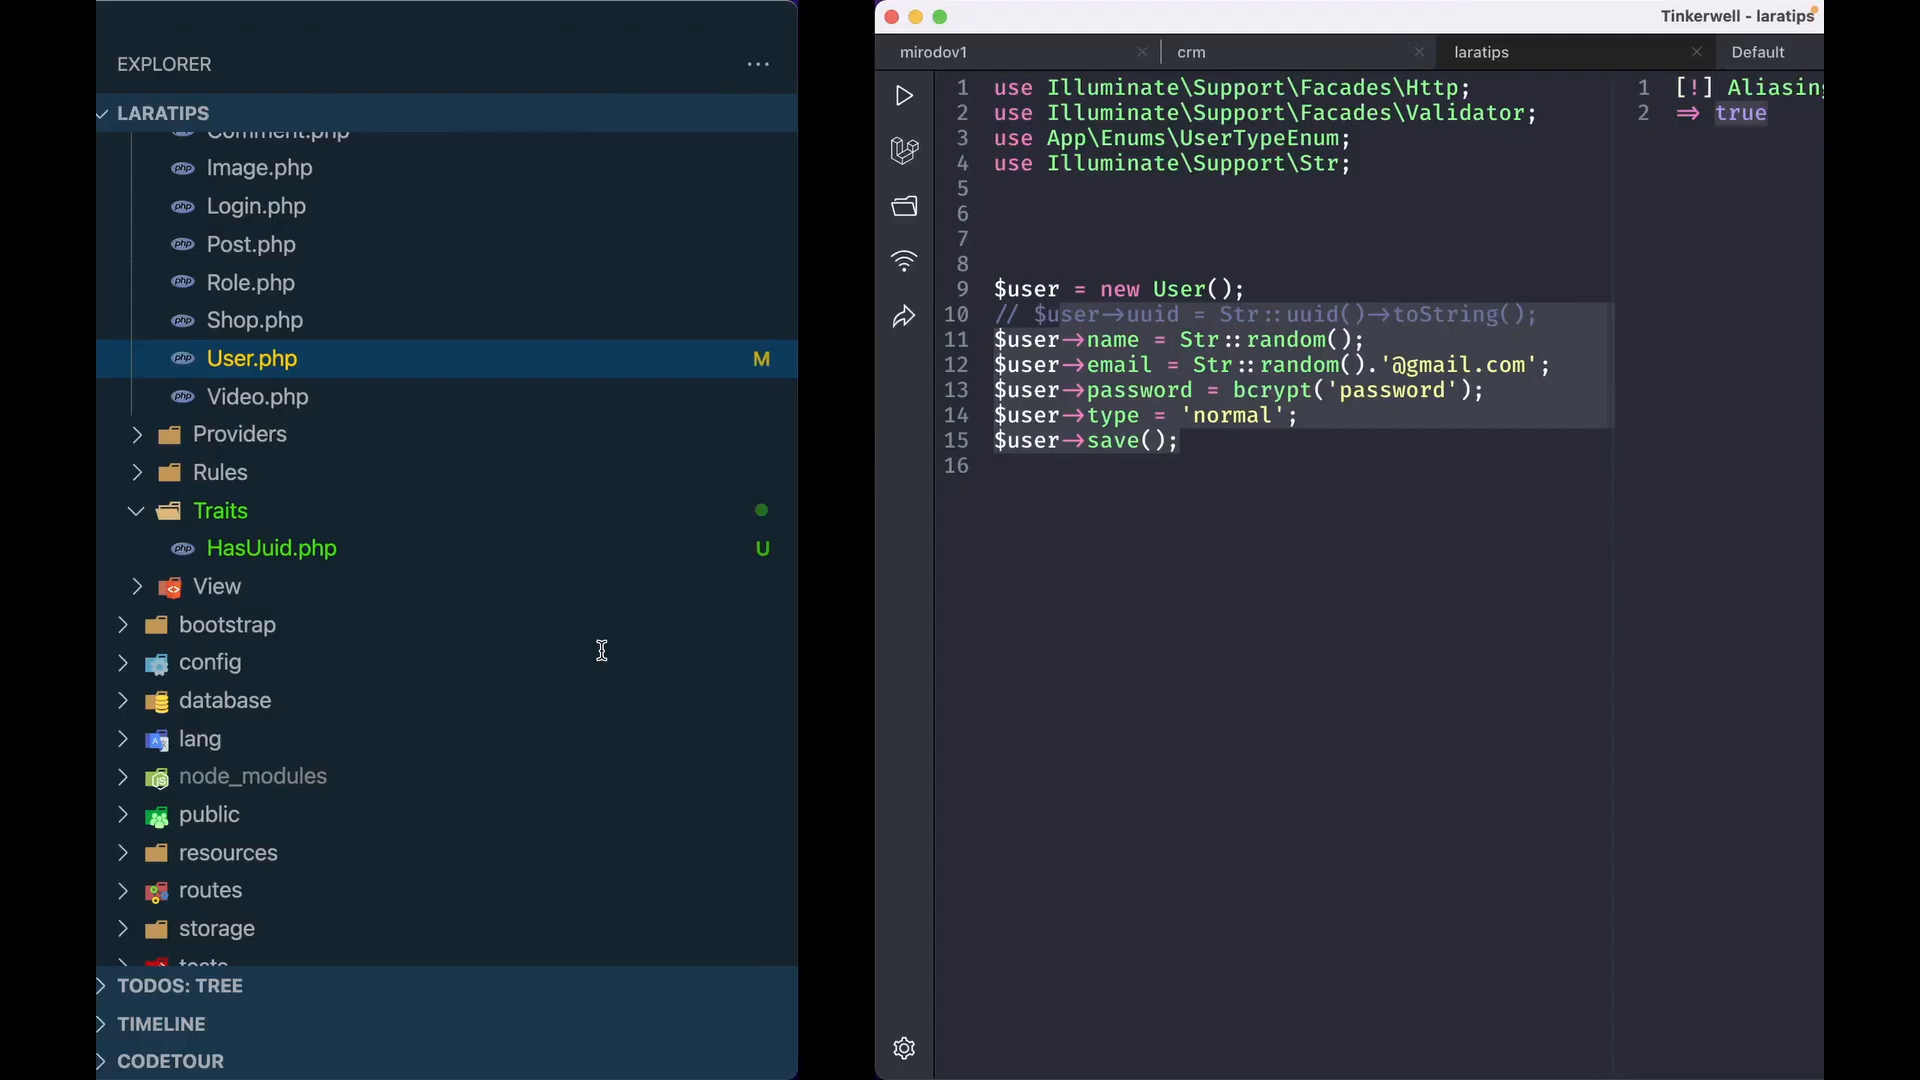 EXPLORER
LARATIPS
Comment.php
Image.php
Login.php
Post.php
Role.php
Shop.php
User.php M
Video.php
Providers
Rules
Traits
HasUuid.php U
View
bootstrap
config
database
lang
node_modules
public
resources
routes
storage
tests
TODOS: TREE
TIMELINE
CODETOUR
Tinkerwell - laratips
mirodov1
crm
laratips
Default
1 use Illuminate\Support\Facades\Http;
2 use Illuminate\Support\Facades\Validator;
3 use App\Enums\UserTypeEnum;
4 use Illuminate\Support\Str;
5
6
7
8
9 $user = new User();
10 // $user->uuid = Str::uuid()->toString();
11 $user->name = Str::random();
12 $user->email = Str::random().'@gmail.com';
13 $user->password = bcrypt('password');
14 $user->type = 'normal';
15 $user->save();
16
1 [!] Aliasing
2 => true